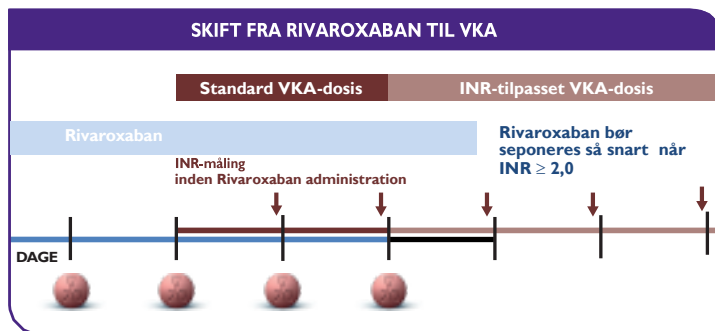 SKIFT FRA RIVAROXABAN TIL VKA
Standard VKA-dosis
INR-tilpasset VKA-dosis
Rivaroxaban
Rivaroxaban bør
seponeres så snart når
INR ≥ 2,0
INR-måling
inden Rivaroxaban administration
DAGE